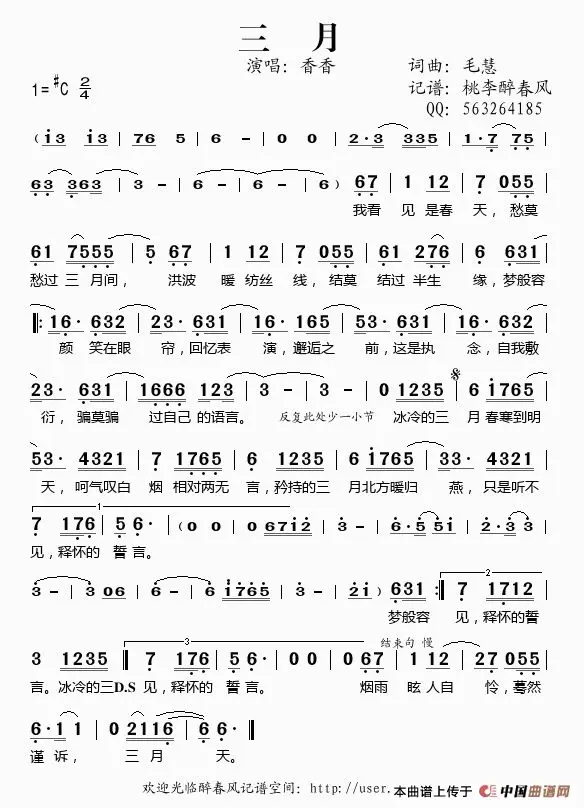 三 月
演唱：香香 词曲：毛慧
1=#C 2/4 记谱：桃李醉春风
QQ：563264185
（i3 i3 | 76 5 | 6 - | 0 0 | 2·3 335 | 1·7 75 |
63 363 | 3 - | 6 - | 6 - ）67 | 1 12 | 7 055 |
我看 见 是春 天，愁莫
61 7555 | 5 67 | 1 12 | 7 055 | 61 276 | 6 631 |
愁过 三 月间， 洪波 暖 纺丝 线，结莫 结过 半生 缘，梦般容
‖: 16· 632 | 23· 631 | 16· 165 | 53· 631 | 16· 632 |
颜 笑在眼 帘，回忆表 演，邂逅之 前，这是执 念，自我敷
23· 631 | 1666 123 | 3 - | 3 - | 0 1235 | 6 i765 |
衍，骗莫骗 过自己 的语言。 反复此处少一小节 冰冷的三 月春寒到明
53· 4321 | 7 1765 | 6 1235 | 6 i765 | 33· 4321 |
天，呵气叹白 烟 相对两无 言，矜持的三 月北方暖归 燕，只是听不
1
7 176 | 56· | （0 0 | 0 6712 | 3 - | 6·5 51 | 2·3 3 |
见，释怀的 誓言。
3 - | 3 06 | 6 - | i765 | 3 - | 2i）| 631 :‖ 7 1712 |
2
梦般容 见，释怀的誓
3 结束句 慢
3 1235 ‖ 7 176 | 56· | 0 0 | 0 67 | 1 12 | 27 055 |
言。冰冷的三D.S 见，释怀的 誓言。 烟雨 眩 人自 怜，蓦然
6·1 1 | 0 2116 | 66· ‖
谨 诉， 三 月 天。
欢迎光临醉春风记谱空间：http://user. 本曲谱上传于 中国曲谱网